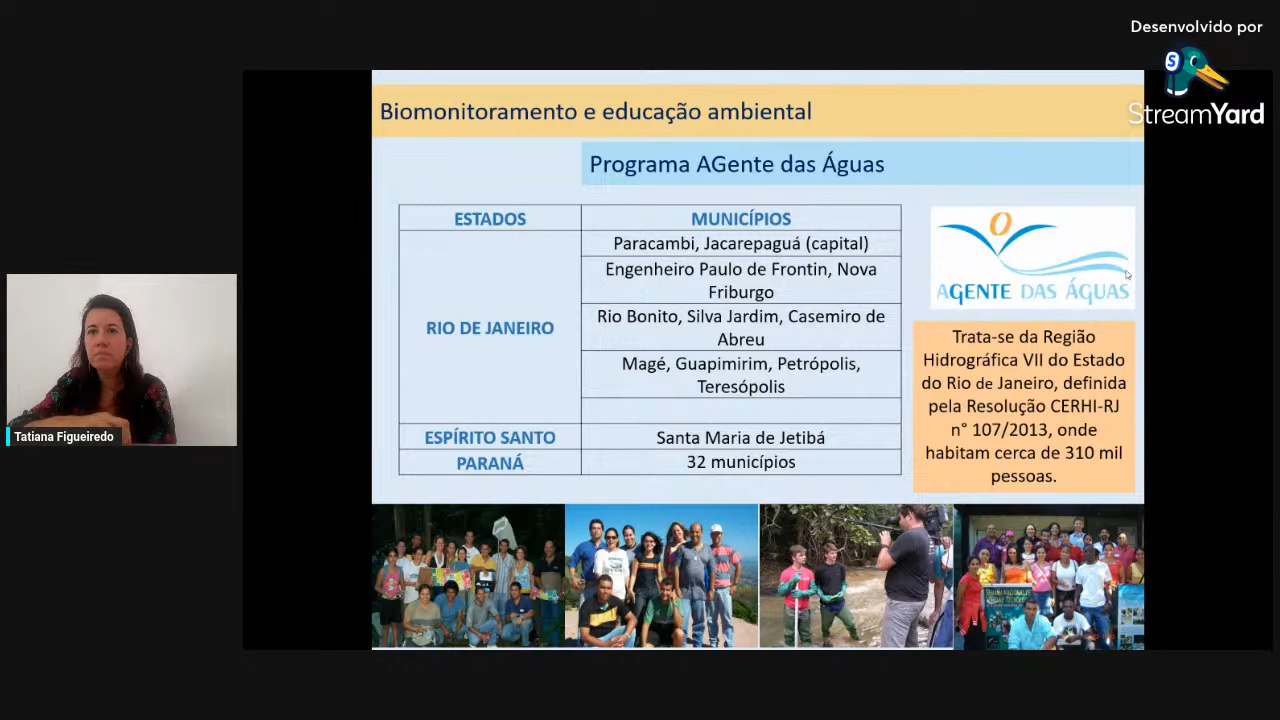 Desenvolvido por
StreamYard
Biomonitoramento e educação ambiental
Programa AGente das Águas
ESTADOS
MUNICÍPIOS
RIO DE JANEIRO
Paracambi, Jacarepaguá (capital)
Engenheiro Paulo de Frontin, Nova
Friburgo
Rio Bonito, Silva Jardim, Casemiro de
Abreu
Magé, Guapimirim, Petrópolis,
Teresópolis
ESPÍRITO SANTO
Santa Maria de Jetibá
PARANÁ
32 municípios
AGENTE DAS ÁGUAS
Trata-se da Região
Hidrográfica VII do Estado
do Rio de Janeiro, definida
pela Resolução CERHI-RJ
n° 107/2013, onde
habitam cerca de 310 mil
pessoas.
Tatiana Figueiredo